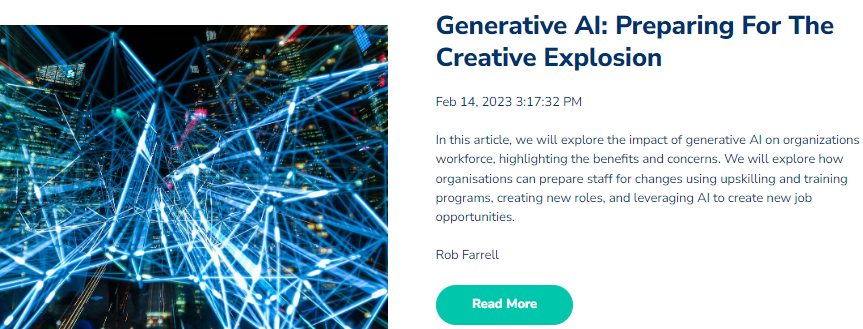 Generative AI: Preparing For The
Creative Explosion
Feb 14, 2023 3:17:32 PM
In this article, we will explore the impact of generative AI on organizations
workforce, highlighting the benefits and concerns. We will explore how
organisations can prepare staff for changes using upskilling and training
programs, creating new roles, and leveraging AI to create new job
opportunities.
Rob Farrell
Read More